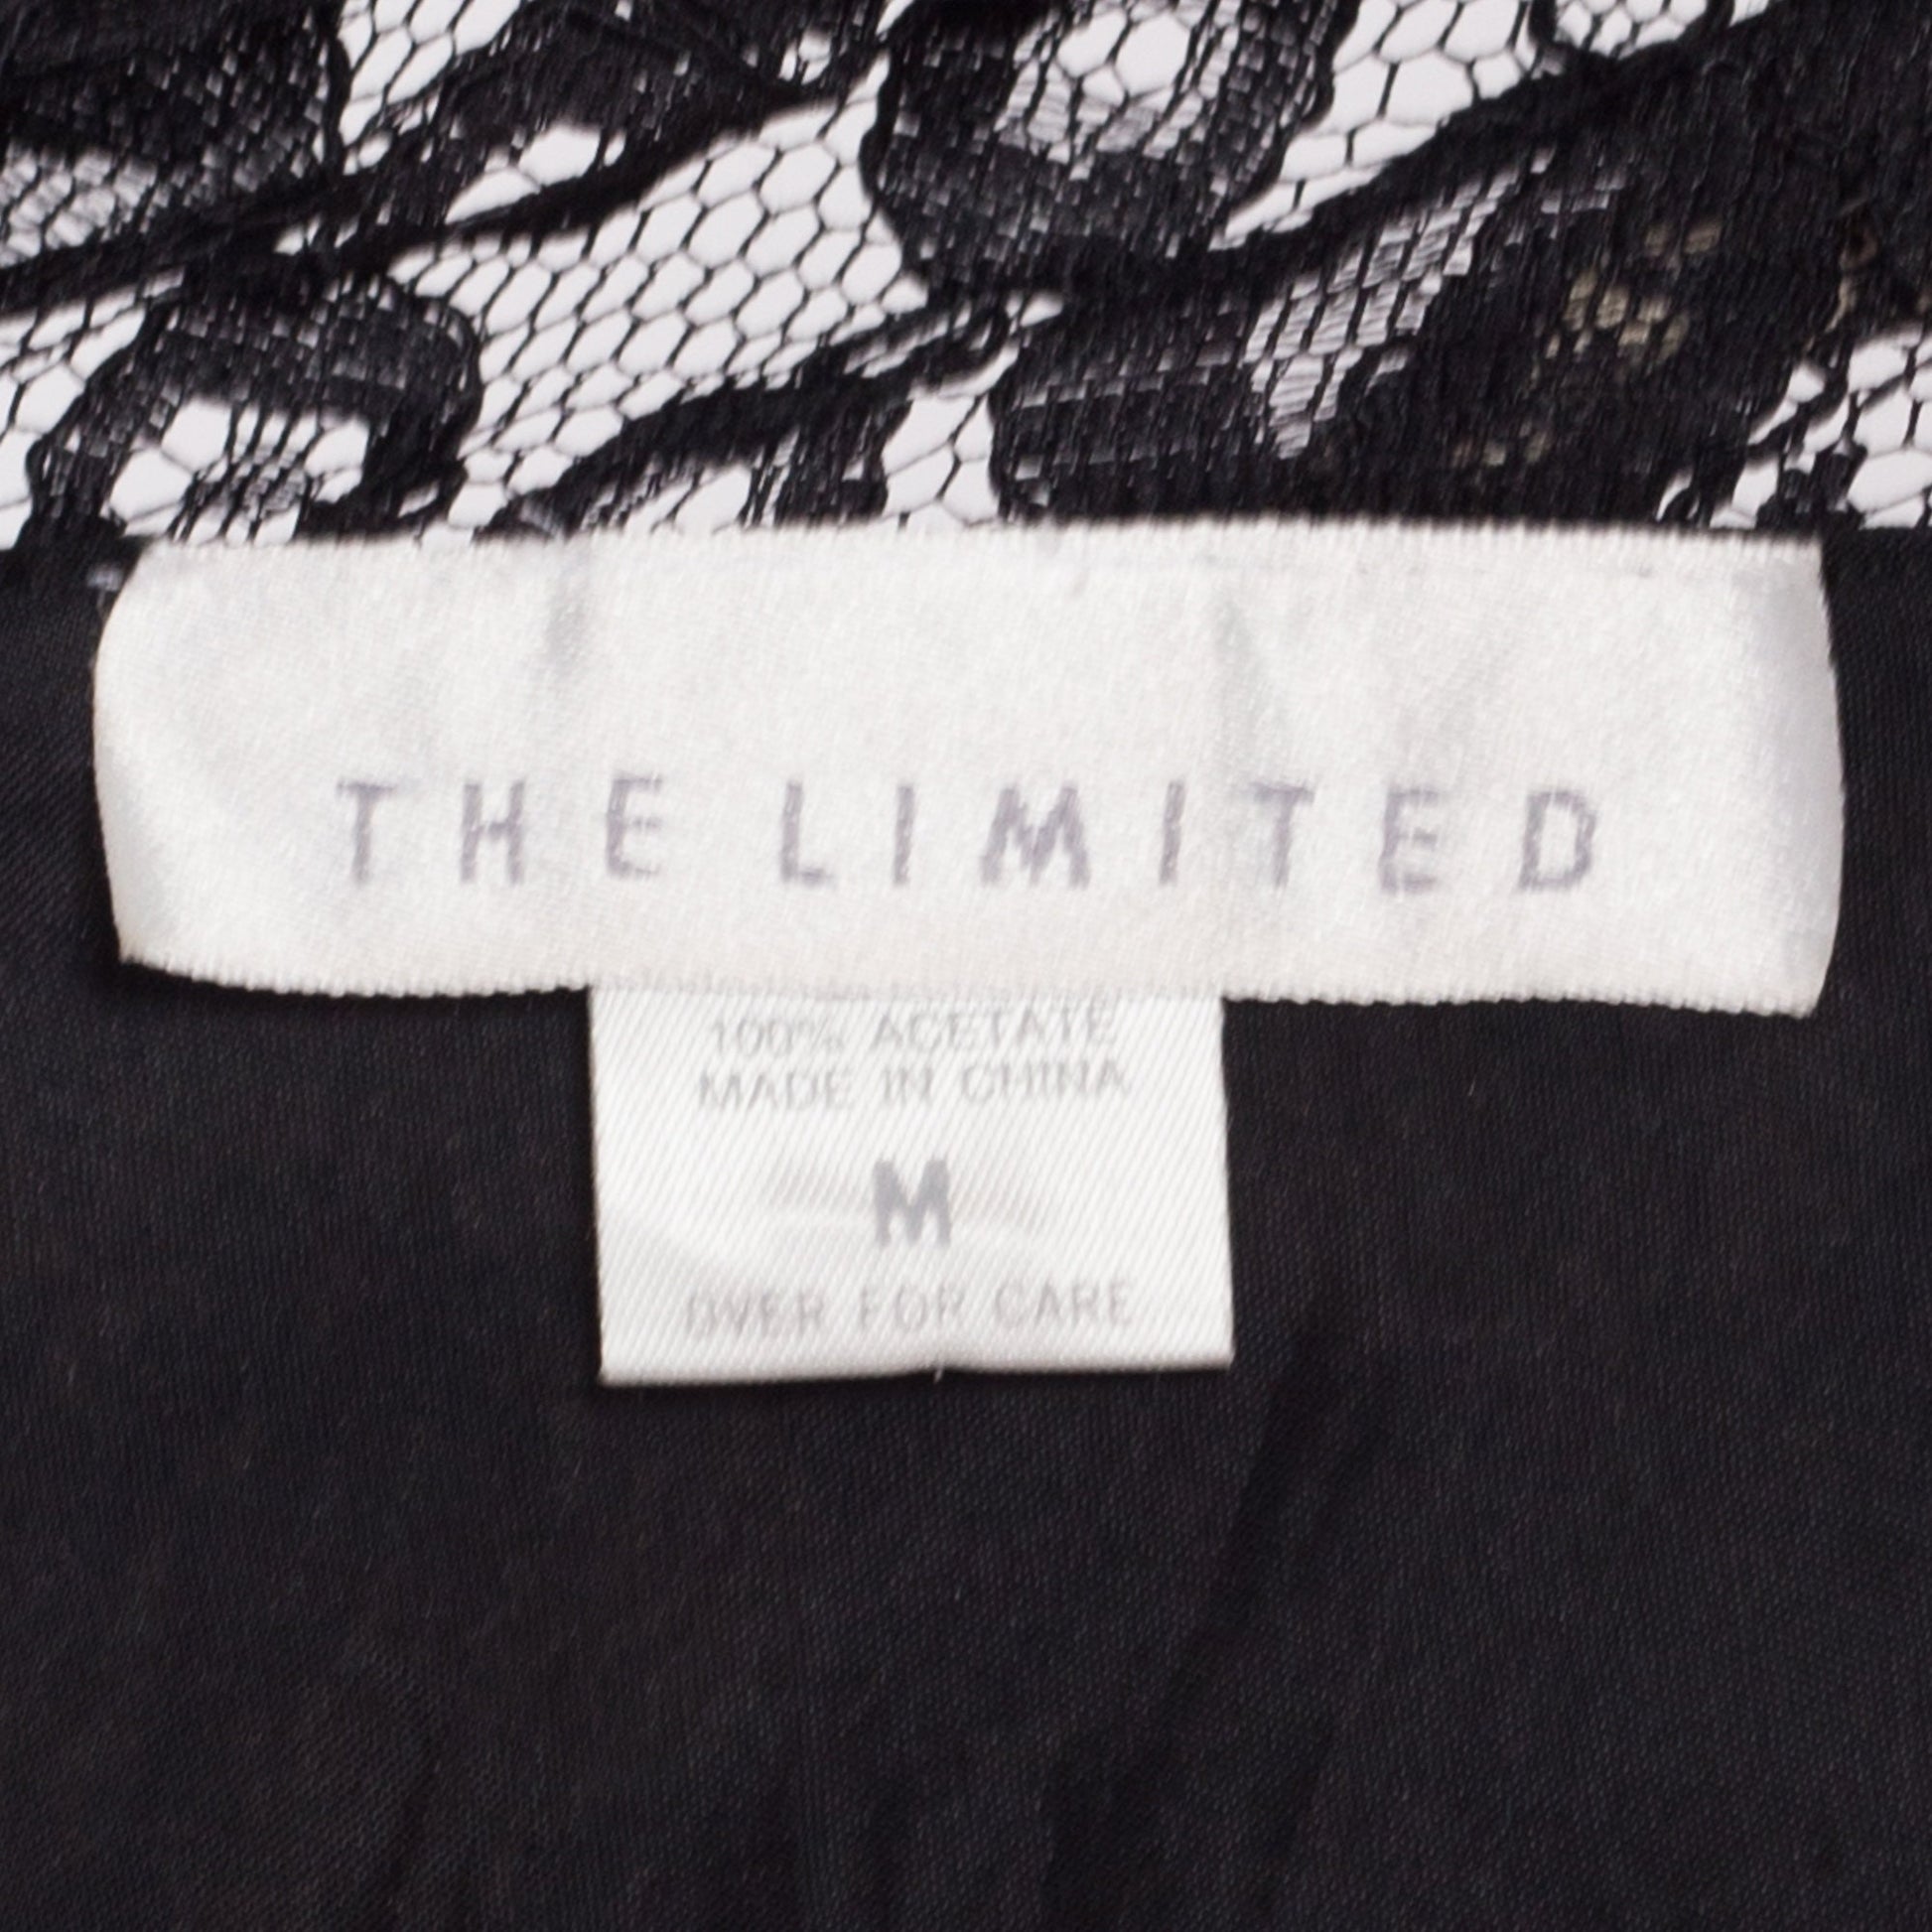 THE LIMITED
100% ACETATE
MADE IN CHINA
M
OVER FOR CARE